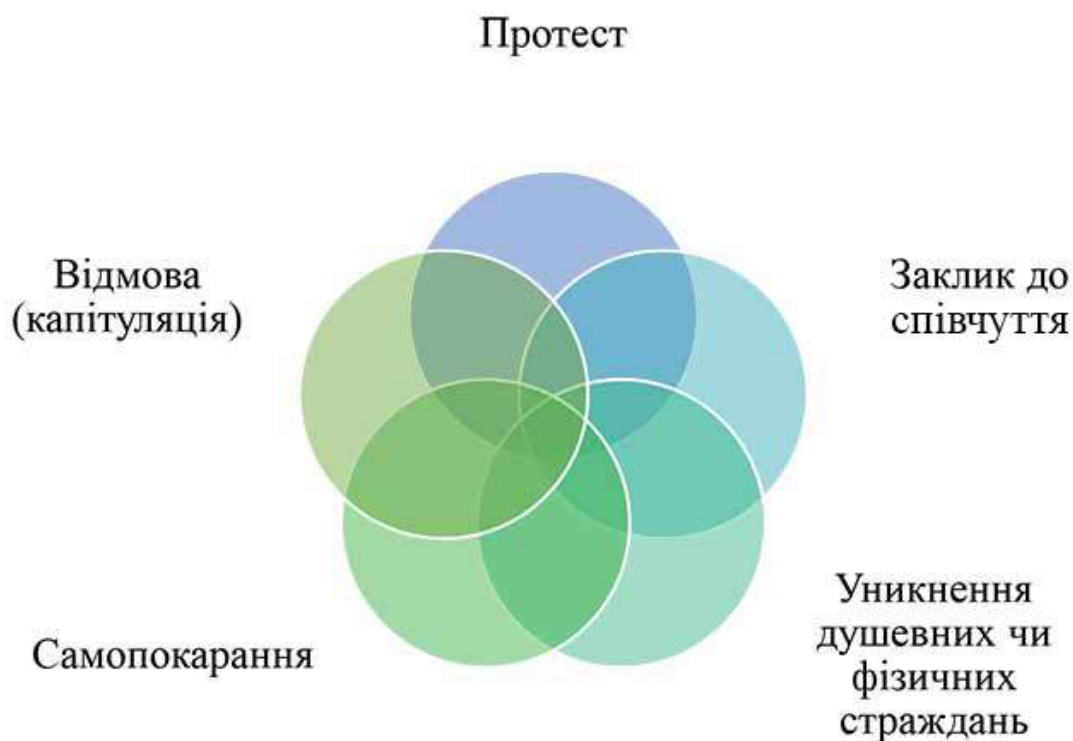 Протест
Відмова
(капітуляція)
Заклик до
співчуття
Самопокарання
Уникнення
душевних чи
фізичних
страждань